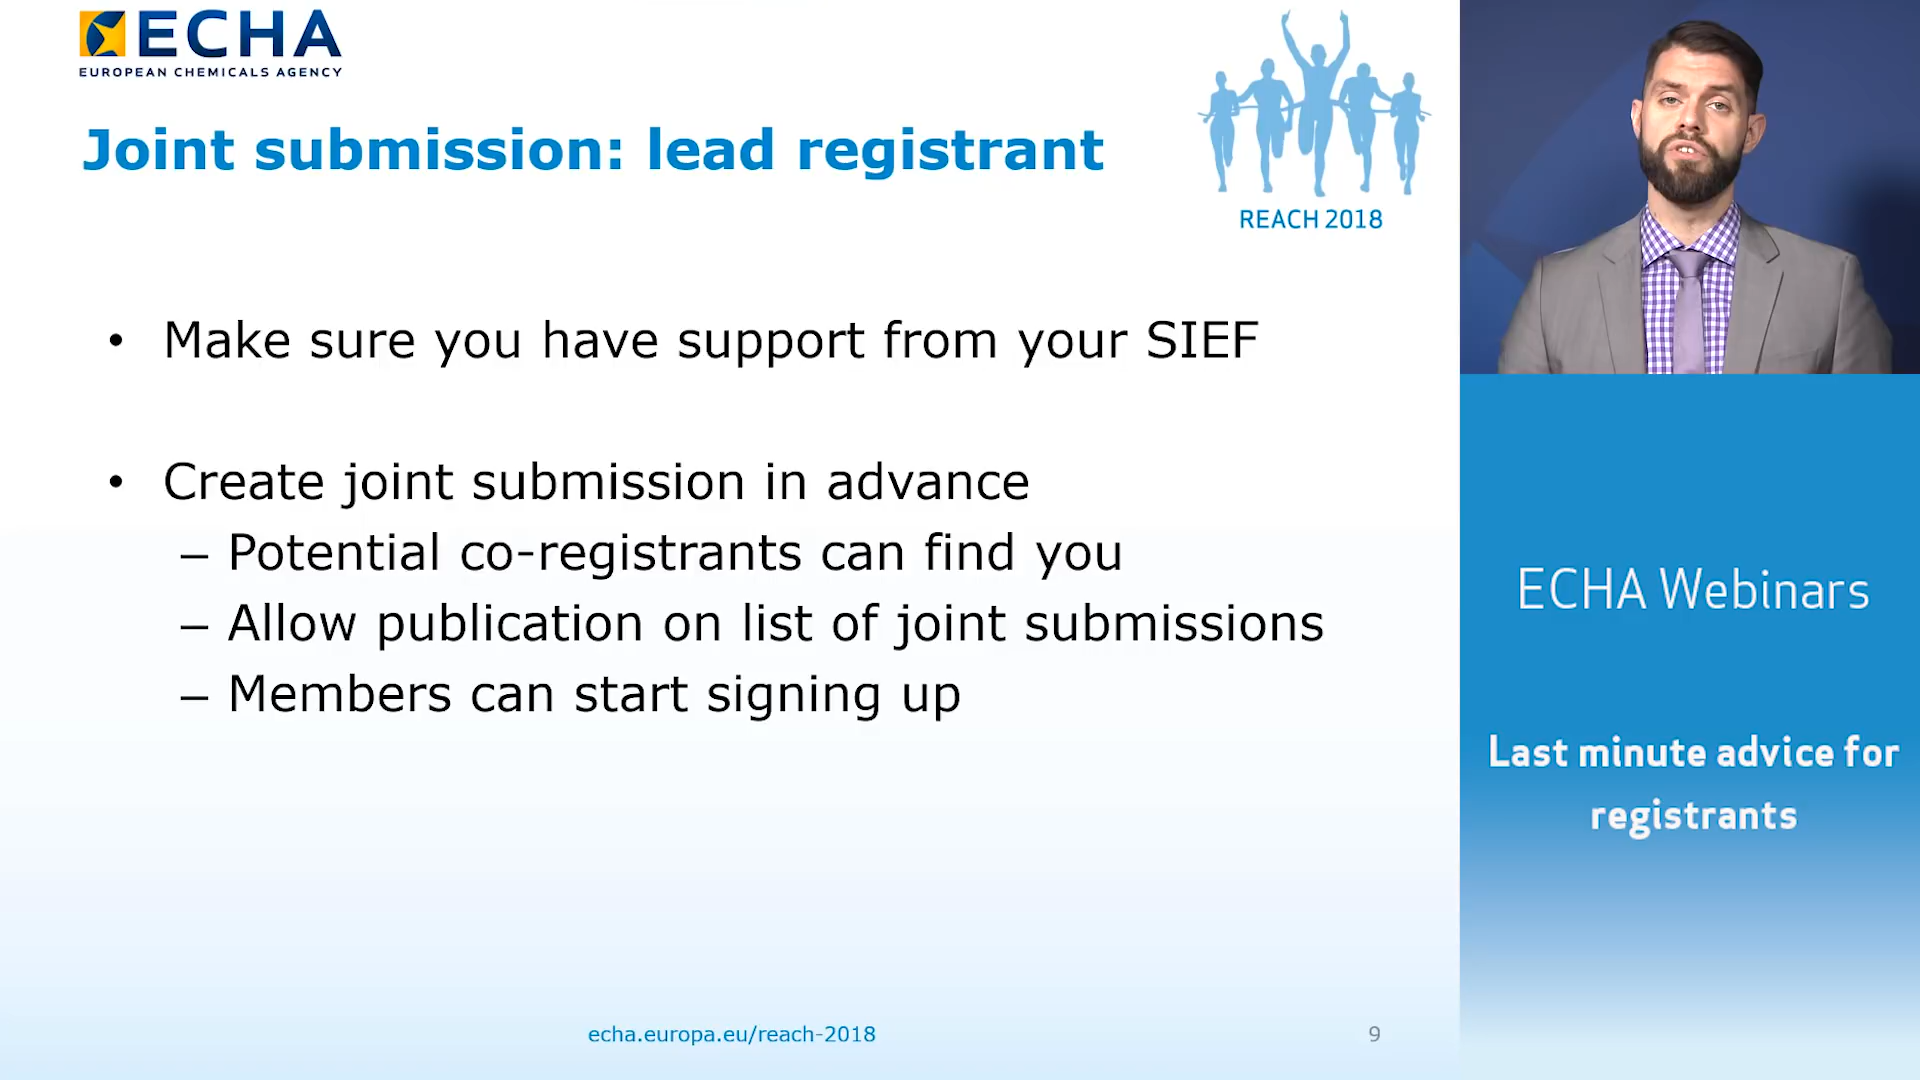 ECHA
EUROPEAN CHEMICALS AGENCY
Joint submission: lead registrant
REACH 2018
• Make sure you have support from your SIEF
• Create joint submission in advance
– Potential co-registrants can find you
– Allow publication on list of joint submissions
– Members can start signing up
echa.europa.eu/reach-2018
9
ECHA Webinars
Last minute advice for
registrants